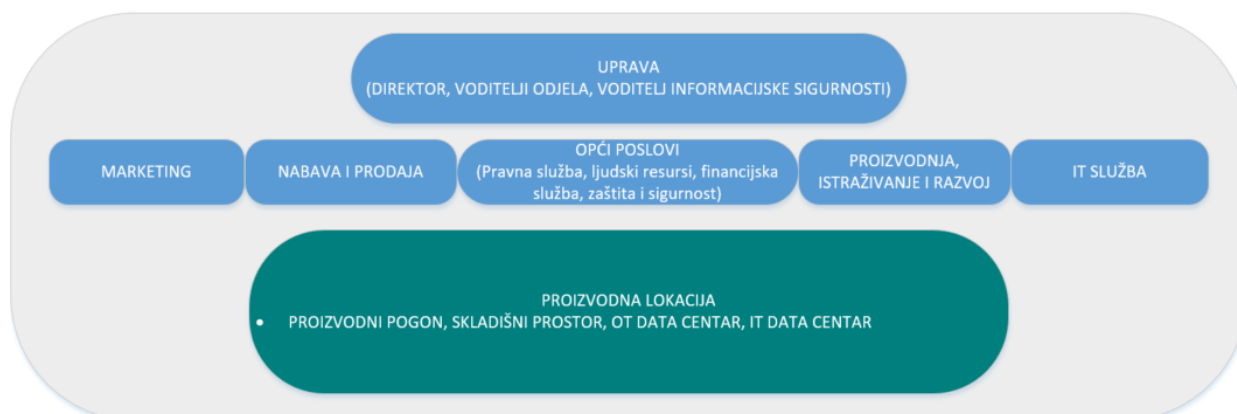 UPRAVA
(DIREKTOR, VODITELJI ODJELA, VODITELJ INFORMACIJSKE SIGURNOSTI)
MARKETING
NABAVA I PRODAJA
OPĆI POSLOVI
(Pravna služba, ljudski resursi, financijska
služba, zaštita i sigurnost)
PROIZVODNJA,
ISTRAŽIVANJE I RAZVOJ
IT SLUŽBA
PROIZVODNA LOKACIJA
• PROIZVODNI POGON, SKLADIŠNI PROSTOR, OT DATA CENTAR, IT DATA CENTAR